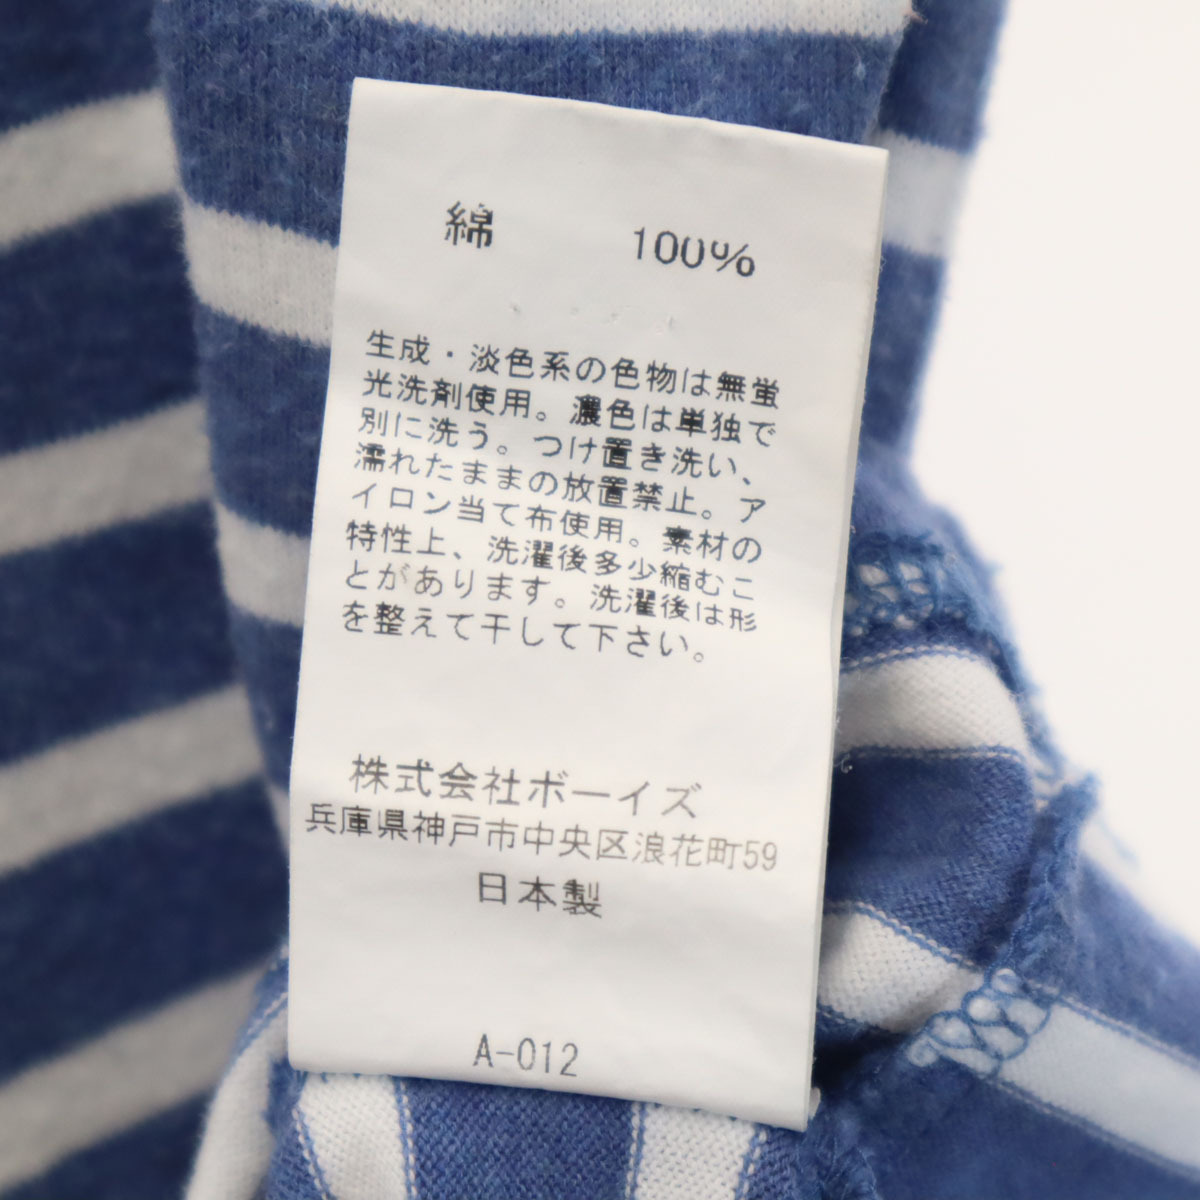 綿 100%
生成・淡色系の色物は無蛍
光洗剤使用。濃色は単独で
別に洗う。つけ置き洗い、
濡れたままの放置禁止。ア
イロン当て布使用。素材の
特性上、洗濯後多少縮むこ
とがあります。洗濯後は形
を整えて干して下さい。
株式会社ボーイズ
兵庫県神戸市中央区浪花町59
日本製
A-012